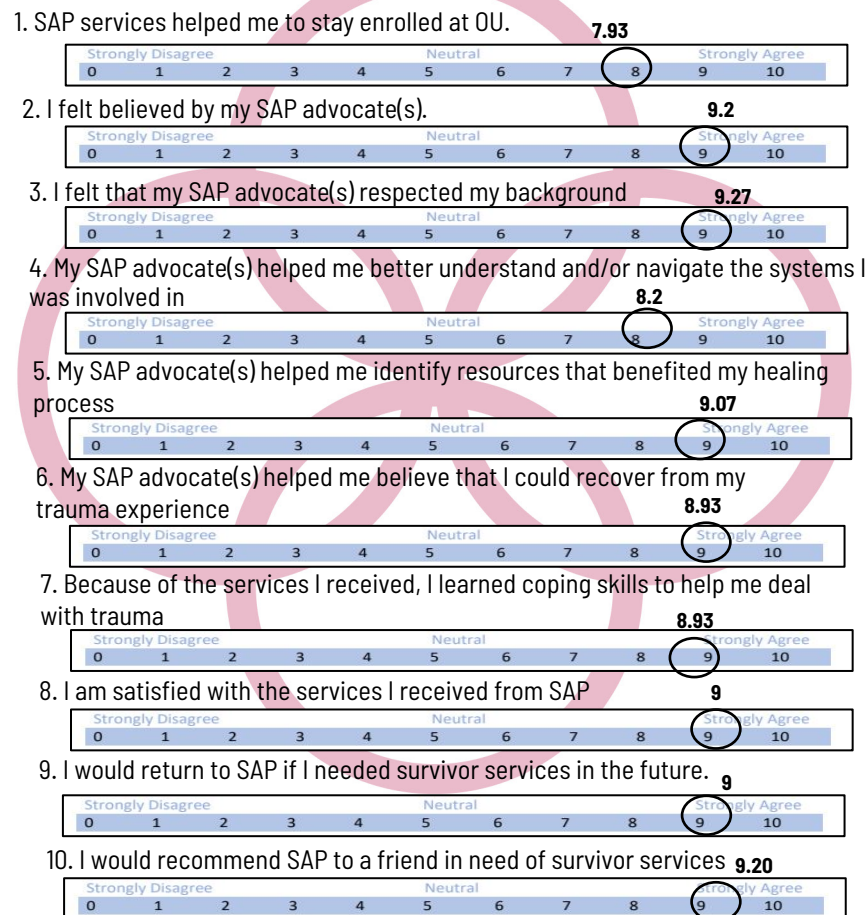 1. SAP services helped me to stay enrolled at OU.
7.93
Strongly Disagree Neutral Strongly Agree
0 1 2 3 4 5 6 7 8 9 10
2. I felt believed by my SAP advocate(s).
9.2
Strongly Disagree Neutral Strongly Agree
0 1 2 3 4 5 6 7 8 9 10
3. I felt that my SAP advocate(s) respected my background
9.27
Strongly Disagree Neutral Strongly Agree
0 1 2 3 4 5 6 7 8 9 10
4. My SAP advocate(s) helped me better understand and/or navigate the systems I
was involved in
8.2
Strongly Disagree Neutral Strongly Agree
0 1 2 3 4 5 6 7 8 9 10
5. My SAP advocate(s) helped me identify resources that benefited my healing
process
9.07
Strongly Disagree Neutral Strongly Agree
0 1 2 3 4 5 6 7 8 9 10
6. My SAP advocate(s) helped me believe that I could recover from my
trauma experience
8.93
Strongly Disagree Neutral Strongly Agree
0 1 2 3 4 5 6 7 8 9 10
7. Because of the services I received, I learned coping skills to help me deal
with trauma
8.93
Strongly Disagree Neutral Strongly Agree
0 1 2 3 4 5 6 7 8 9 10
8. I am satisfied with the services I received from SAP
9
Strongly Disagree Neutral Strongly Agree
0 1 2 3 4 5 6 7 8 9 10
9. I would return to SAP if I needed survivor services in the future.
9
Strongly Disagree Neutral Strongly Agree
0 1 2 3 4 5 6 7 8 9 10
10. I would recommend SAP to a friend in need of survivor services
9.20
Strongly Disagree Neutral Strongly Agree
0 1 2 3 4 5 6 7 8 9 10